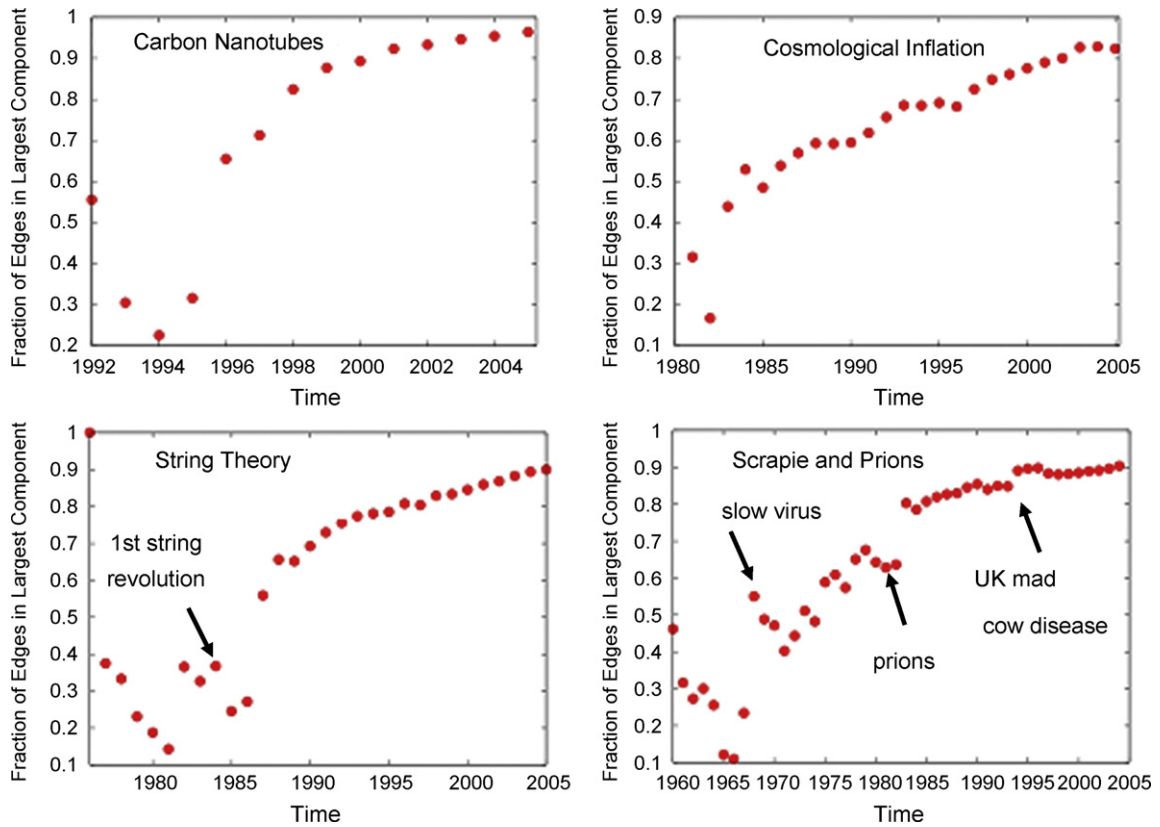 Fraction of Edges in Largest Component
1
0.9
0.8
0.7
0.6
0.5
0.4
0.3
0.2
Carbon Nanotubes
1992 1994 1996 1998 2000 2002 2004
Time
Fraction of Edges in Largest Component
0.9
0.8
0.7
0.6
0.5
0.4
0.3
0.2
0.1
Cosmological Inflation
1980 1985 1990 1995 2000 2005
Time
Fraction of Edges in Largest Component
1
0.9
0.8
0.7
0.6
0.5
0.4
0.3
0.2
0.1
String Theory
1st string
revolution
1980 1985 1990 1995 2000 2005
Time
Fraction of Edges in Largest Component
1
0.9
0.8
0.7
0.6
0.5
0.4
0.3
0.2
0.1
Scrapie and Prions
slow virus
UK mad
cow disease
prions
1960 1965 1970 1975 1980 1985 1990 1995 2000 2005
Time